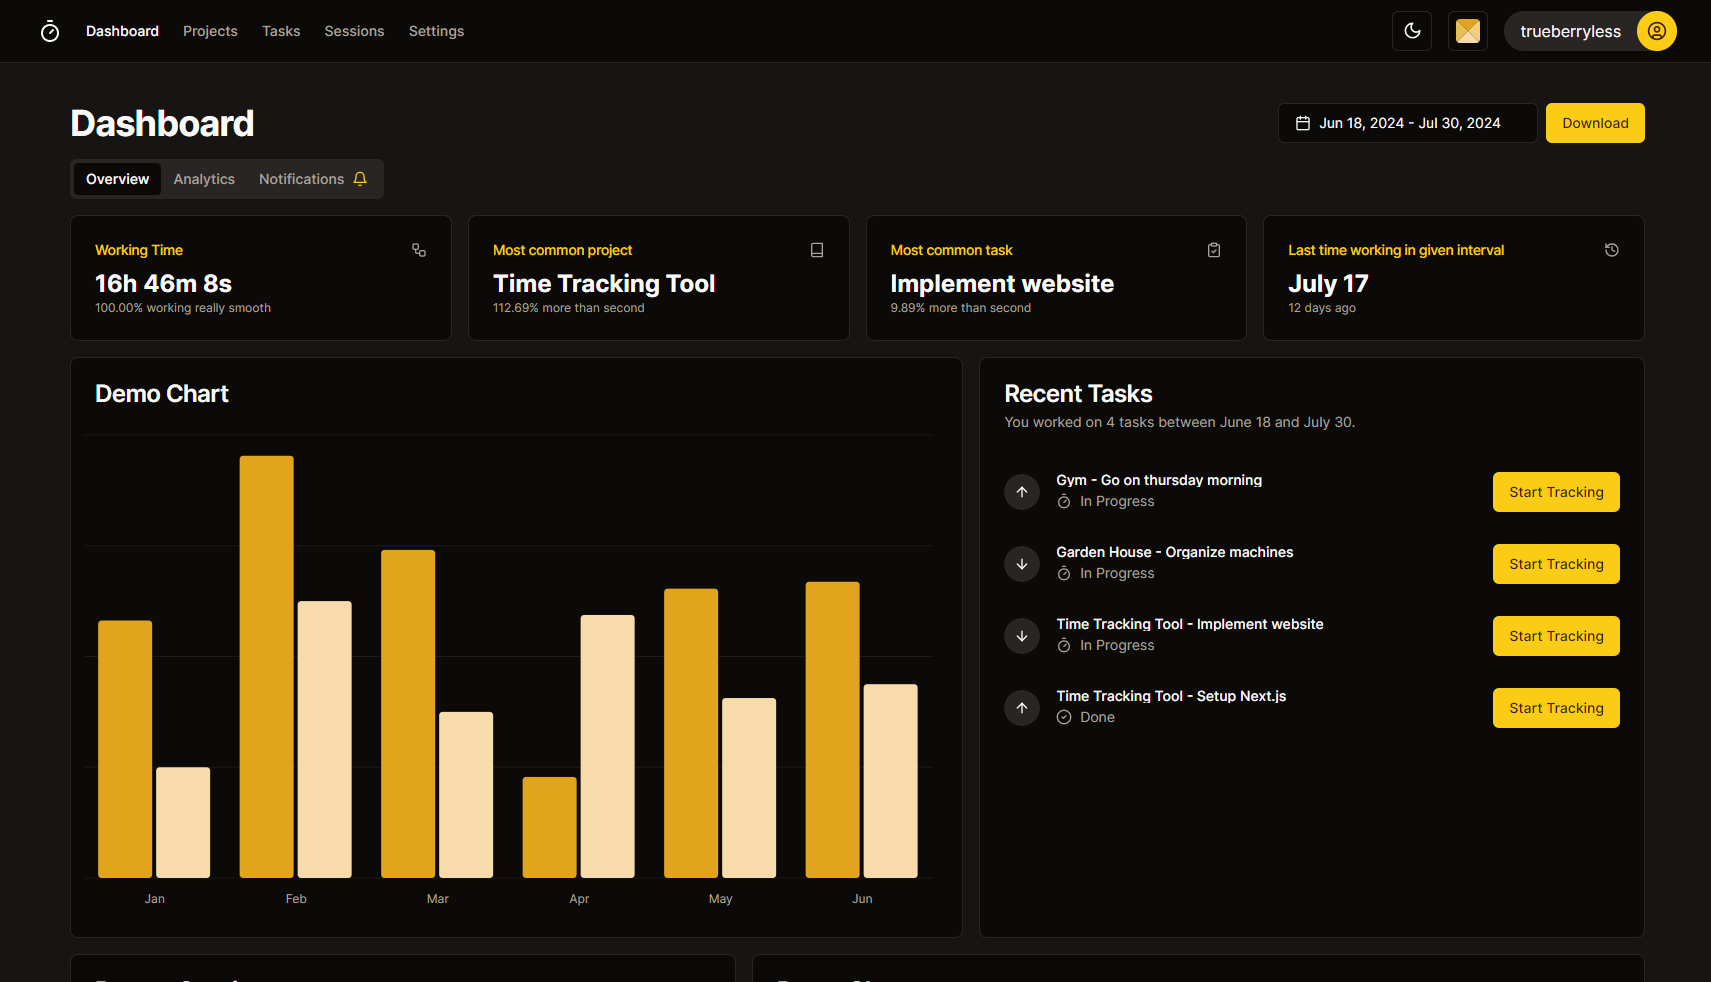 Dashboard
Projects
Tasks
Sessions
Settings
trueberryless
Dashboard
Jun 18, 2024 - Jul 30, 2024
Download
Overview
Analytics
Notifications
Working Time
16h 46m 8s
100.00% working really smooth
Most common project
Time Tracking Tool
112.69% more than second
Most common task
Implement website
9.89% more than second
Last time working in given interval
July 17
12 days ago
Demo Chart
Jan
Feb
Mar
Apr
May
Jun
Recent Tasks
You worked on 4 tasks between June 18 and July 30.
Gym - Go on thursday morning
In Progress
Start Tracking
Garden House - Organize machines
In Progress
Start Tracking
Time Tracking Tool - Implement website
In Progress
Start Tracking
Time Tracking Tool - Setup Next.js
Done
Start Tracking